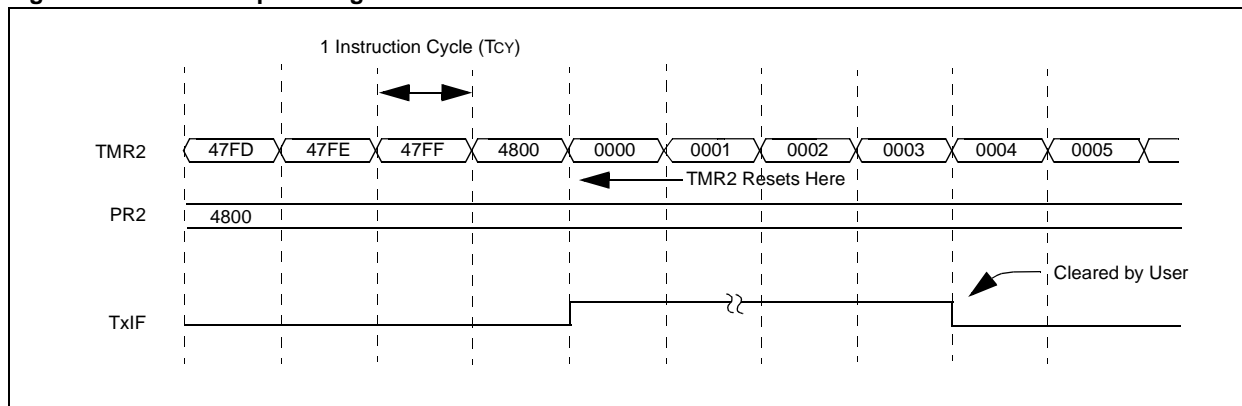 1 Instruction Cycle (TCY)
TMR2 47FD 47FE 47FF 4800 0000 0001 0002 0003 0004 0005
TMR2 Resets Here
PR2 4800
Cleared by User
TxIF